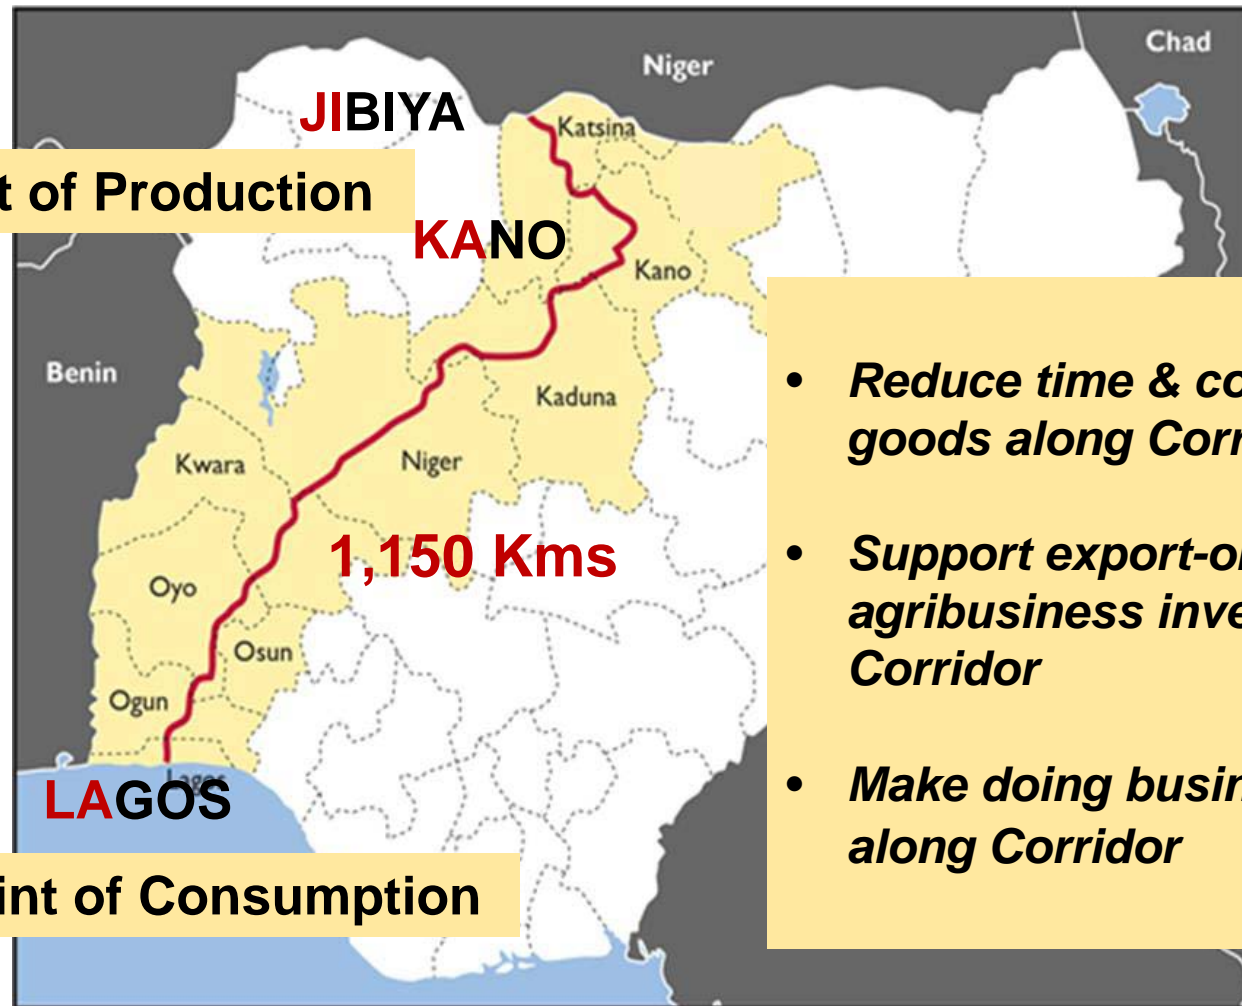 Niger
Chad
JIBIYA
Katsina
t of Production
KANO
Kano
Benin
Kaduna
Kwara
Niger
1,150 Kms
Oyo
Osun
Ogun
Lagos
LAGOS
int of Consumption
• Reduce time & co
goods along Corr
• Support export-o
agribusiness inve
Corridor
• Make doing busin
along Corridor